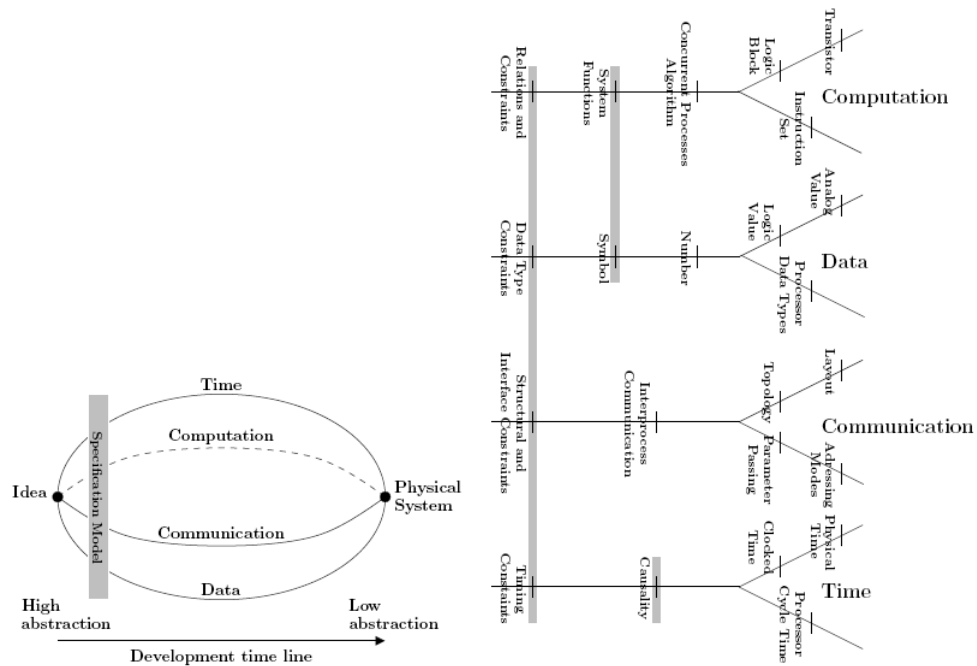 Time
Computation
Specification Model
Idea
Physical
System
Communication
Data
High
abstraction
Low
abstraction
Development time line
Relations and
Constraints
System
Functions
Concurrent Processes
Algorithm
Logic
Block
Transistor
Instruction
Set
Computation
Data Type
Constraints
Symbol
Number
Logic
Value
Analog
Value
Processor
Data Types
Data
Structural and
Interface Constraints
Interprocess
Communication
Topology
Layout
Parameter
Passing
Adressing
Modes
Communication
Timing
Constaints
Causality
Clocked
Time
Physical
Time
Processor
Cycle Time
Time